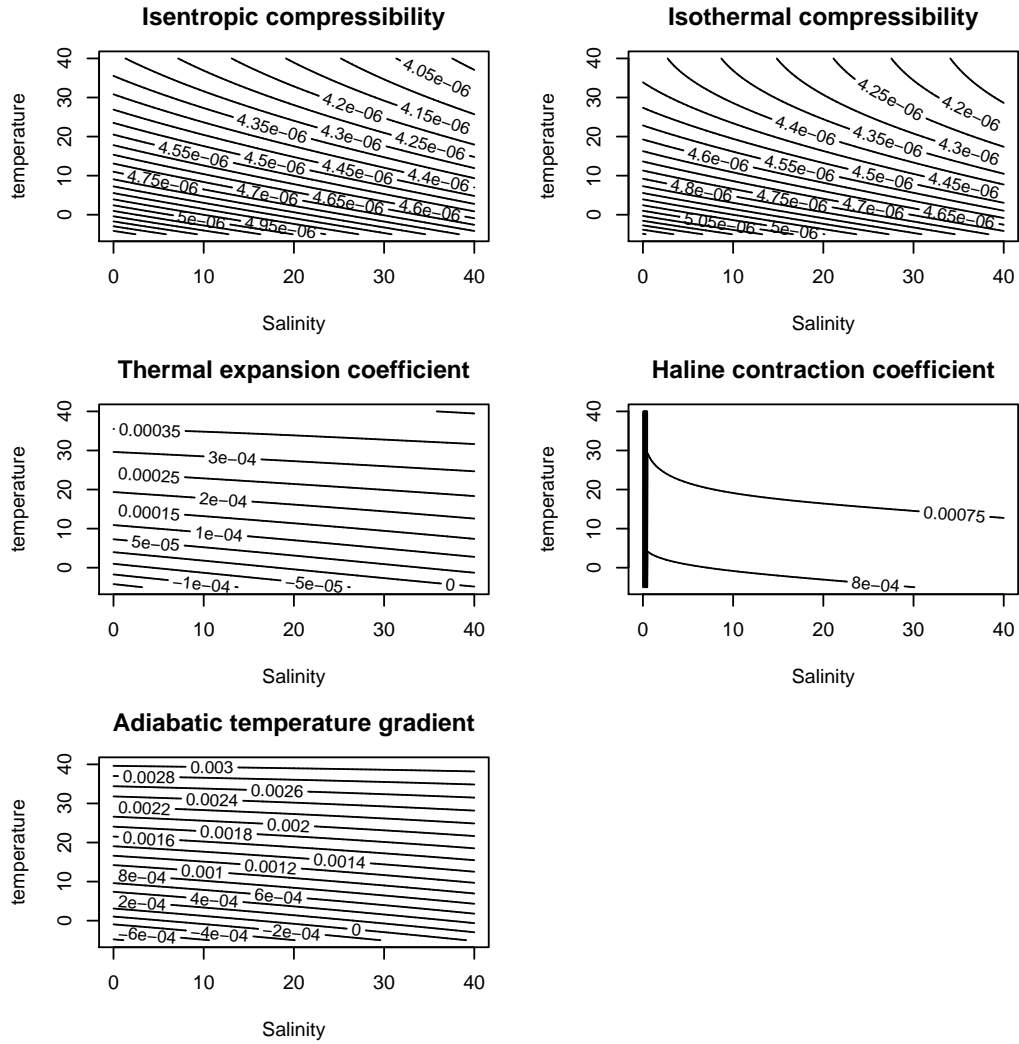 Isentropic compressibility
temperature
40
30
20
10
0
4.05e−06
4.2e−06
4.15e−06
4.35e−06
4.3e−06
4.25e−06
4.55e−06
4.5e−06
4.45e−06
4.4e−06
4.75e−06
4.7e−06
4.65e−06
4.6e−06
5e−06
4.95e−06
0 10 20 30 40
Salinity
Isothermal compressibility
temperature
40
30
20
10
0
4.25e−06
4.2e−06
4.4e−06
4.35e−06
4.3e−06
4.6e−06
4.55e−06
4.5e−06
4.45e−06
4.8e−06
4.75e−06
4.7e−06
4.65e−06
5.05e−06
5e−06
0 10 20 30 40
Salinity
Thermal expansion coefficient
temperature
40
30
20
10
0
0.00035
3e−04
0.00025
2e−04
0.00015
1e−04
5e−05
−1e−04
−5e−05
0
0 10 20 30 40
Salinity
Haline contraction coefficient
temperature
40
30
20
10
0
0.00075
8e−04
0 10 20 30 40
Salinity
Adiabatic temperature gradient
temperature
40
30
20
10
0
0.003
0.0028
0.0026
0.0024
0.0022
0.002
0.0018
0.0016
0.0014
0.0012
0.001
8e−04
6e−04
4e−04
2e−04
0
−2e−04
−4e−04
−6e−04
0 10 20 30 40
Salinity